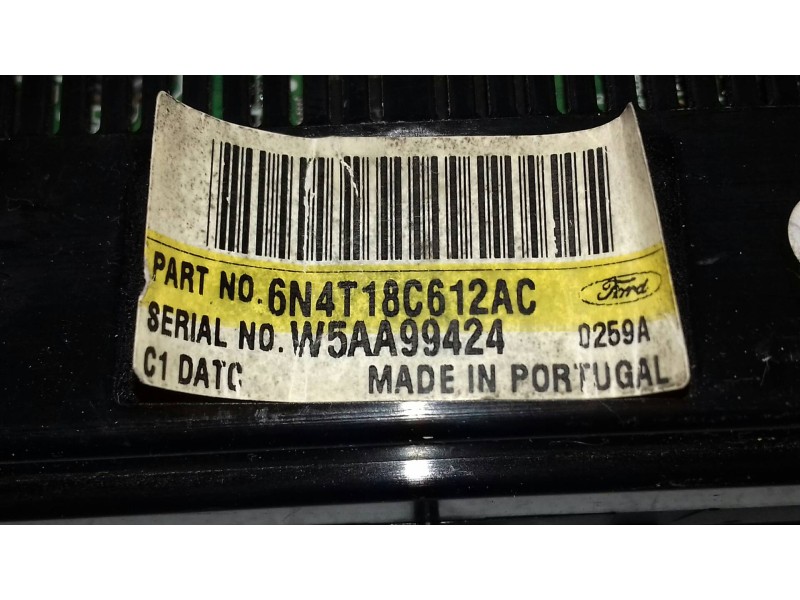 PART NO. 6N4T18C612AC Ford
SERIAL NO. W5AA99424 0259A
C1 DATC MADE IN PORTUGAL